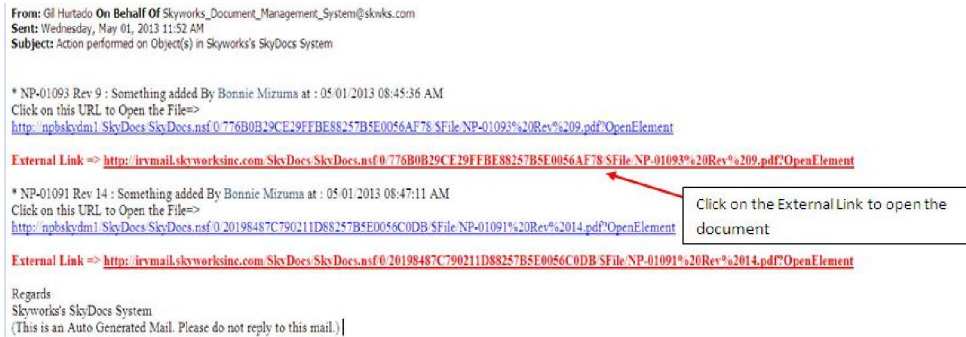 From: Gil Hurtado On Behalf Of Skyworks_Document_Management_System@skwks.com
Sent: Wednesday, May 01, 2013 11:52 AM
Subject: Action performed on Object(s) in Skyworks's SkyDocs System
* NP-01093 Rev 9 : Something added By Bonnie Mizuma at : 05/01/2013 08:45:36 AM
Click on this URL to Open the File=>
http://npbskydm1/SkyDocs/SkyDocs.nsf/0/776B0B29CE29FFBE88257B5E0056AF78/$File/NP-01093%20Rev%209.pdf?OpenElement
External Link => http://irvmail.skyworksinc.com/SkyDocs/SkyDocs.nsf/0/776B0B29CE29FFBE88257B5E0056AF78/$File/NP-01093%20Rev%209.pdf?OpenElement
* NP-01091 Rev 14 : Something added By Bonnie Mizuma at : 05/01/2013 08:47:11 AM
Click on this URL to Open the File=>
http://npbskydm1/SkyDocs/SkyDocs.nsf/0/20198487C790211D88257B5E0056C0DB/$File/NP-01091%20Rev%2014.pdf?OpenElement
Click on the External Link to open the
document
External Link => http://irvmail.skyworksinc.com/SkyDocs/SkyDocs.nsf/0/20198487C790211D88257B5E0056C0DB/$File/NP-01091%20Rev%2014.pdf?OpenElement
Regards
Skyworks's SkyDocs System
(This is an Auto Generated Mail. Please do not reply to this mail.)